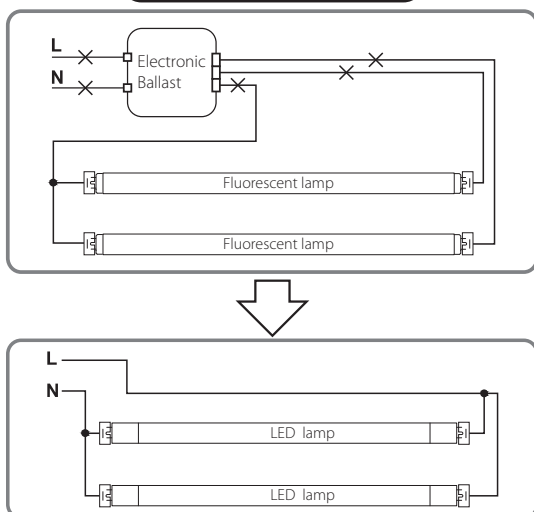 L
Electronic
N
Ballast
Fluorescent lamp
Fluorescent lamp
L
N
LED lamp
LED lamp